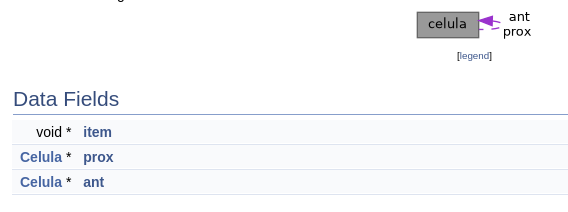 celula
ant
prox
[legend]
Data Fields
void * item
Celula * prox
Celula * ant